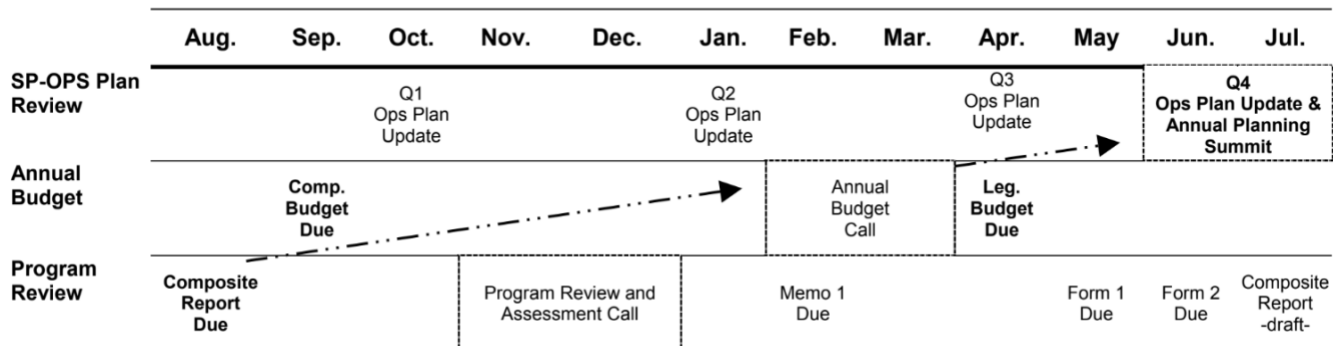 Aug. Sep. Oct. Nov. Dec. Jan. Feb. Mar. Apr. May Jun. Jul.
SP-OPS Plan
Review
Q1
Ops Plan
Update
Q2
Ops Plan
Update
Q3
Ops Plan
Update
Q4
Ops Plan Update &
Annual Planning
Summit
Annual
Budget
Comp.
Budget
Due
Annual
Budget
Call
Leg.
Budget
Due
Program
Review
Composite
Report
Due
Program Review and
Assessment Call
Memo 1
Due
Form 1
Due
Form 2
Due
Composite
Report
-draft-